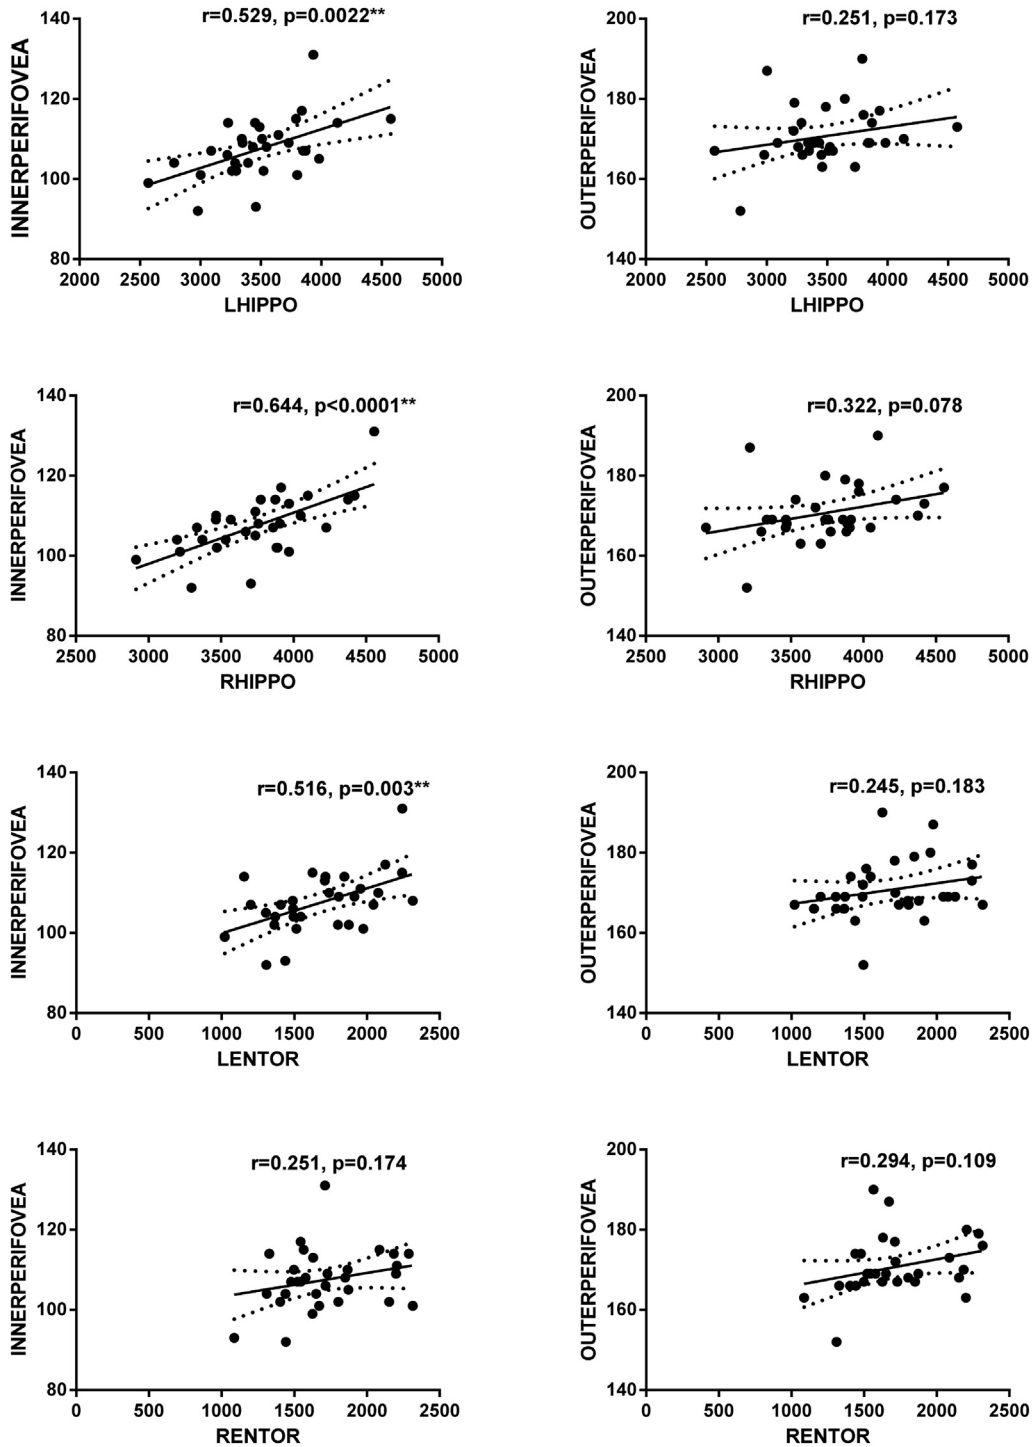 r=0.529, p=0.0022**
INNERPERIFOVEA
140
120
100
80
2000 2500 3000 3500 4000 4500 5000
LHIPPO
r=0.251, p=0.173
OUTERPERIFOVEA
200
180
160
140
2000 2500 3000 3500 4000 4500 5000
LHIPPO
r=0.644, p<0.0001**
INNERPERIFOVEA
140
120
100
80
2500 3000 3500 4000 4500 5000
RHIPPO
r=0.322, p=0.078
OUTERPERIFOVEA
200
180
160
140
2500 3000 3500 4000 4500 5000
RHIPPO
r=0.516, p=0.003**
INNERPERIFOVEA
140
120
100
80
0 500 1000 1500 2000 2500
LENTOR
r=0.245, p=0.183
OUTERPERIFOVEA
200
180
160
140
0 500 1000 1500 2000 2500
LENTOR
r=0.251, p=0.174
INNERPERIFOVEA
140
120
100
80
0 500 1000 1500 2000 2500
RENTOR
r=0.294, p=0.109
OUTERPERIFOVEA
200
180
160
140
0 500 1000 1500 2000 2500
RENTOR